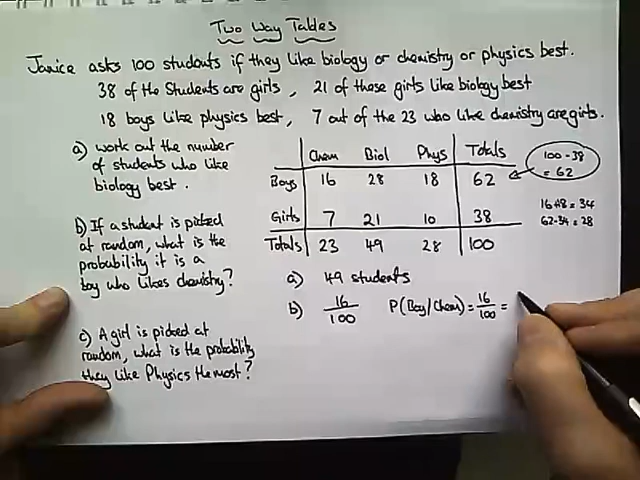 Two Way Tables
Janice asks 100 students if they like biology or chemistry or physics best.
38 of the students are girls, 21 of these girls like biology best
18 boys like physics best, 7 out of the 23 who like chemistry are girls.
a) work out the number
of students who like
biology best.
Chem Biol Phys Totals
Boys 16 28 18 62
Girls 7 21 10 38
Totals 23 49 28 100
100 - 38
= 62
16+18 = 34
62-34 = 28
b) If a student is picked
at random, what is the
probability it is a
boy who likes chemistry?
a) 49 students
b) 16/100 P(Boy/Chem) = 16/100 =
c) A girl is picked at
random, what is the probability
they like Physics the most?